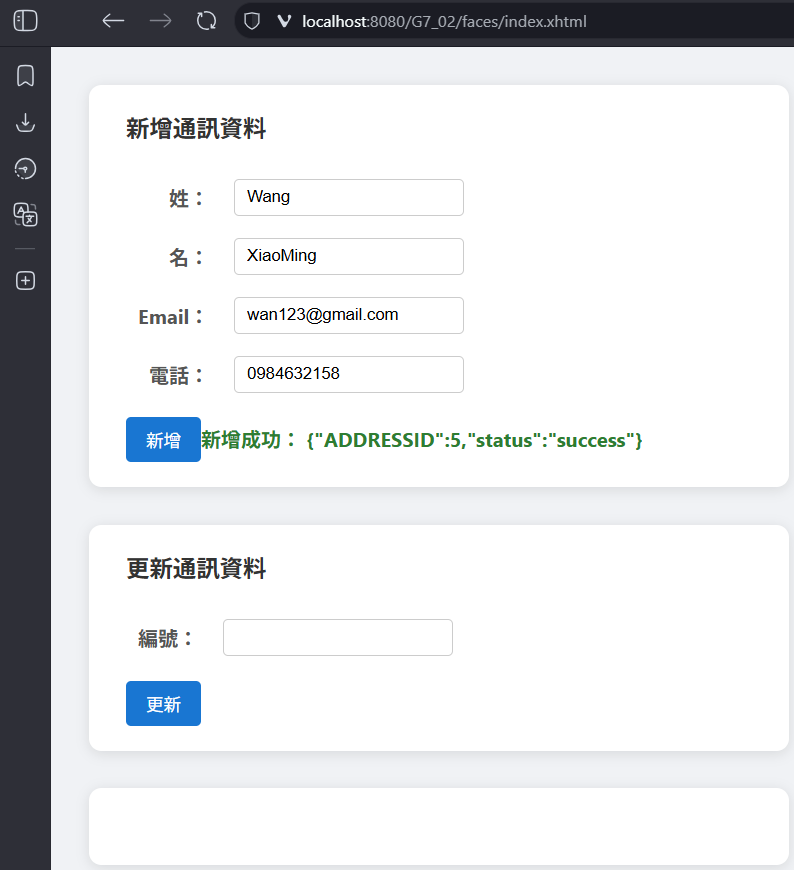 localhost:8080/G7_02/faces/index.xhtml
新增通訊資料
姓： Wang
名： XiaoMing
Email： wan123@gmail.com
電話： 0984632158
新增 新增成功： {"ADDRESSID":5,"status":"success"}
更新通訊資料
編號：
更新